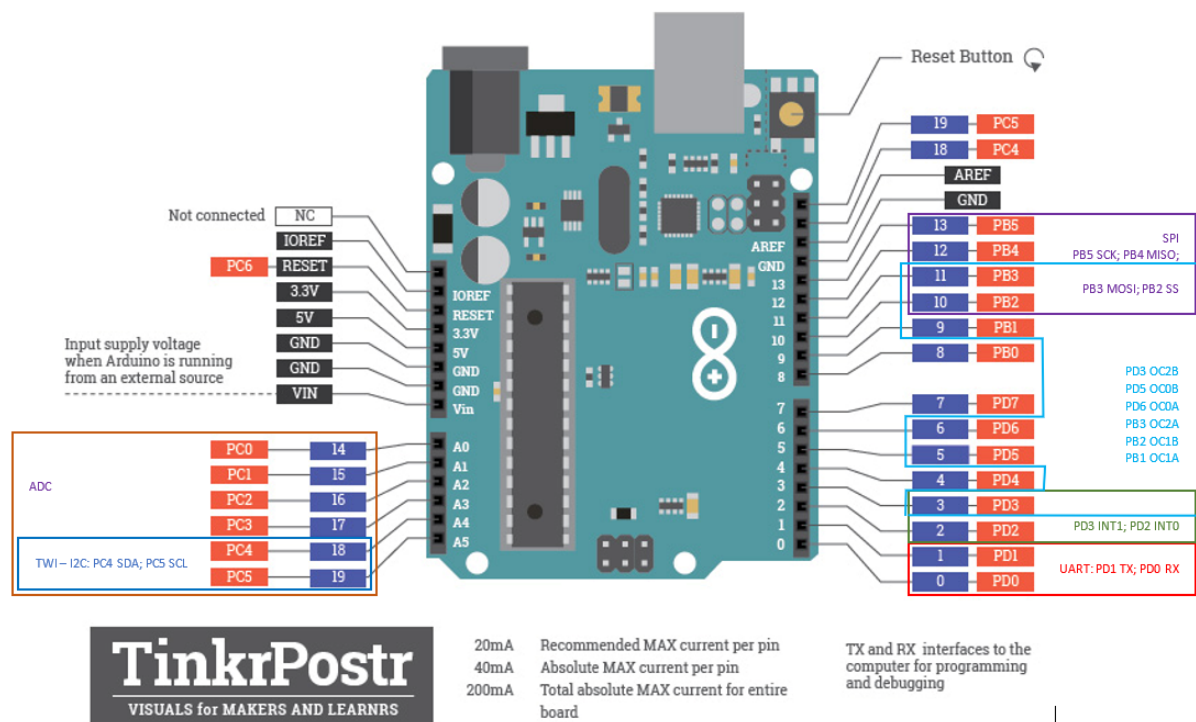 Reset Button
19 PC5
18 PC4
AREF
GND
13 PB5
12 PB4
11 PB3
10 PB2
9 PB1
8 PB0
7 PD7
6 PD6
5 PD5
4 PD4
3 PD3
2 PD2
1 PD1
0 PD0
SPI
PB5 SCK; PB4 MISO;
PB3 MOSI; PB2 SS
PD3 OC2B
PD5 OC0B
PD6 OC0A
PB3 OC2A
PB2 OC1B
PB1 OC1A
PD3 INT1; PD2 INT0
UART: PD1 TX; PD0 RX
Not connected NC
IOREF
PC6 RESET
3.3V
5V
GND
GND
VIN
Input supply voltage
when Arduino is running
from an external source
ADC
PC0 14
PC1 15
PC2 16
PC3 17
PC4 18
PC5 19
TWI – I2C: PC4 SDA; PC5 SCL
IOREF
RESET
3.3V
5V
GND
GND
Vin
A0
A1
A2
A3
A4
A5
AREF
GND
13
12
11
10
9
8
7
6
5
4
3
2
1
0
TinkrPostr
VISUALS for MAKERS AND LEARNRS
20mA Recommended MAX current per pin
40mA Absolute MAX current per pin
200mA Total absolute MAX current for entire
board
TX and RX interfaces to the
computer for programming
and debugging